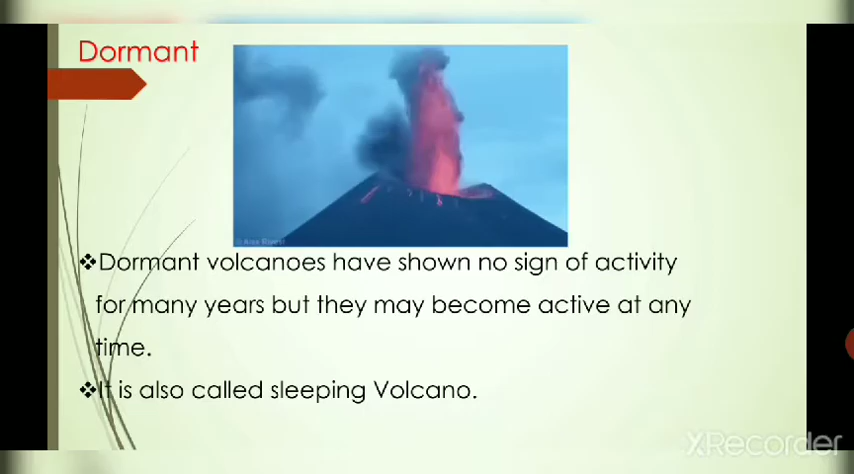 Dormant
❖Dormant volcanoes have shown no sign of activity
for many years but they may become active at any
time.
❖It is also called sleeping Volcano.
XRecorder